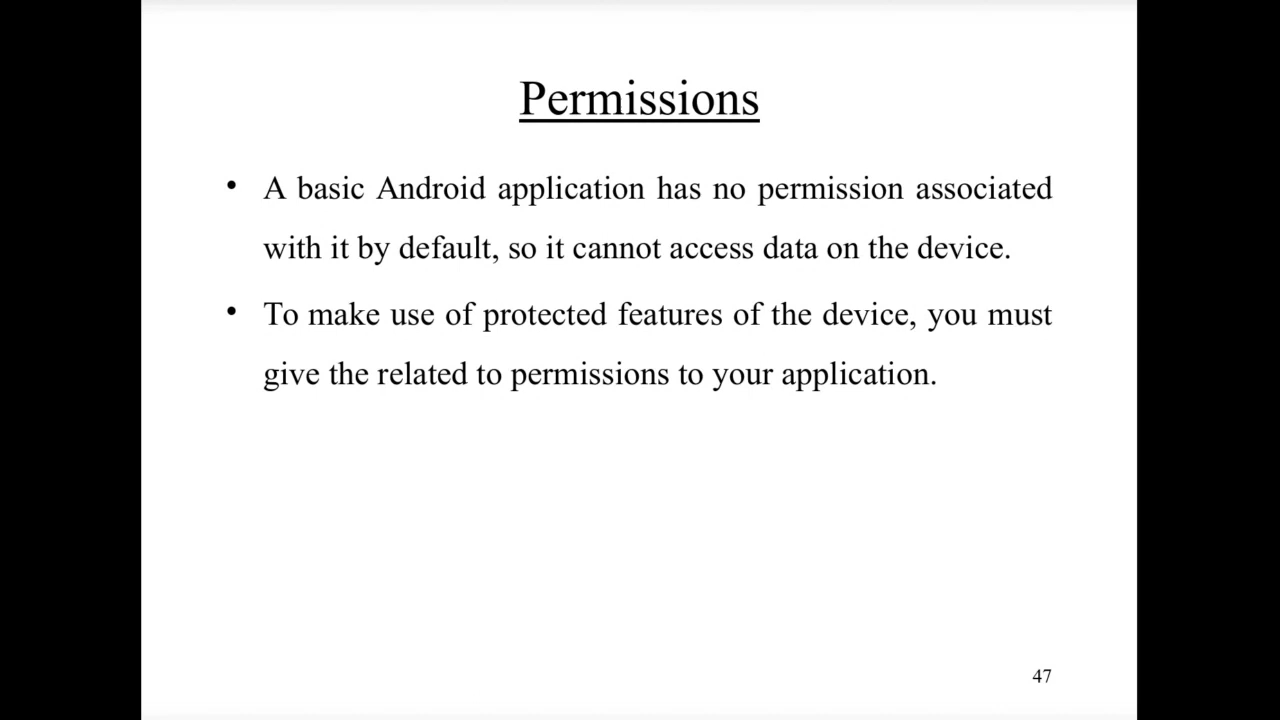 Permissions
• A basic Android application has no permission associated
with it by default, so it cannot access data on the device.
• To make use of protected features of the device, you must
give the related to permissions to your application.
47